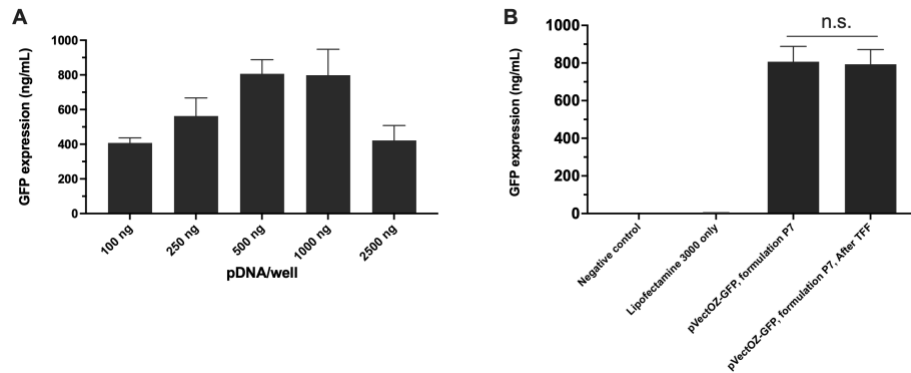 A
GFP expression (ng/mL)
1000
800
600
400
200
0
100 ng
250 ng
500 ng
1000 ng
2500 ng
pDNA/well
B
n.s.
GFP expression (ng/mL)
1000
800
600
400
200
0
Negative control
Lipofectamine 3000 only
pVectOZ-GFP, formulation P7
pVectOZ-GFP, formulation P7, After TFF